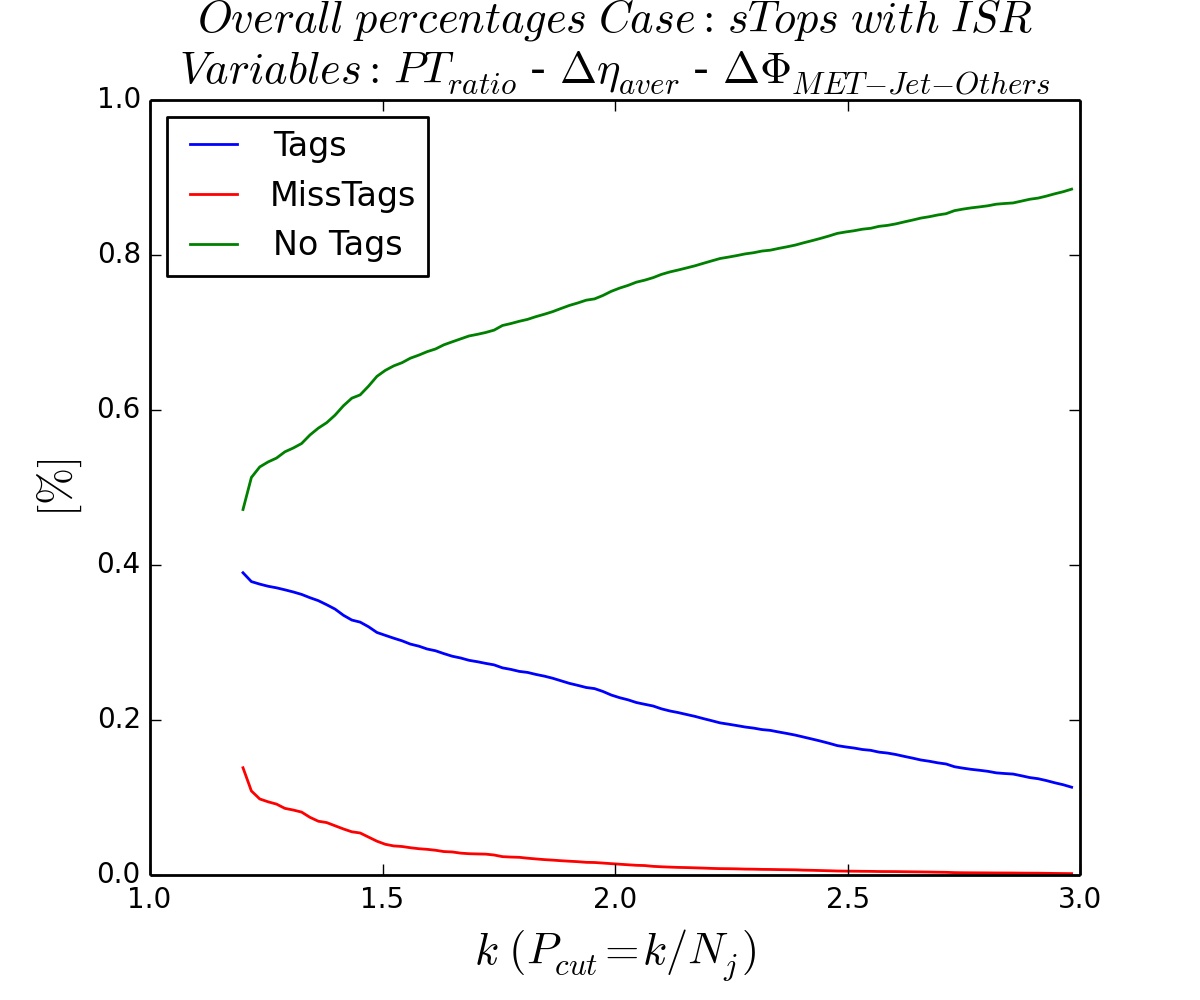 Overall percentages Case: sTops with ISR
Variables: PT_ratio - Δη_aver - ΔΦ_MET−Jet−Others
1.0
Tags
MissTags
No Tags
0.8
0.6
[%]
0.4
0.2
0.0
1.0 1.5 2.0 2.5 3.0
k (P_cut=k/N_j)